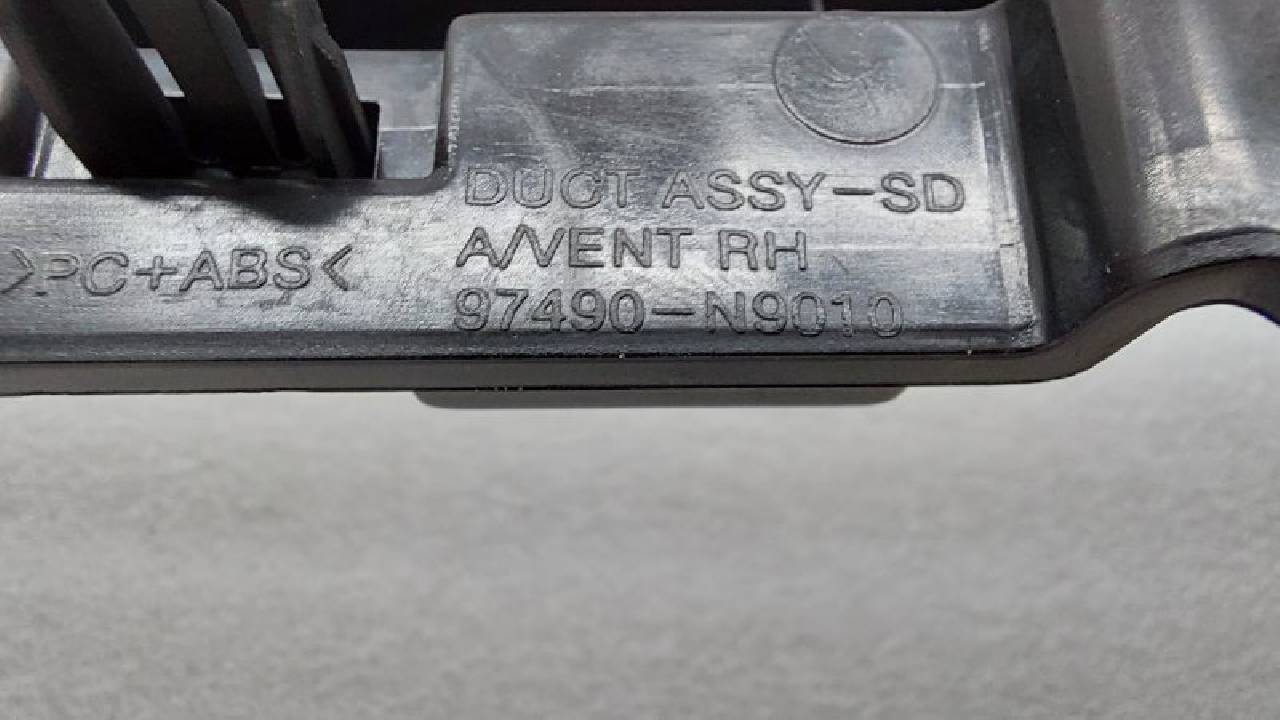 DUCT ASSY-SD
A/VENT RH
>PC+ABS<
97490-N9010